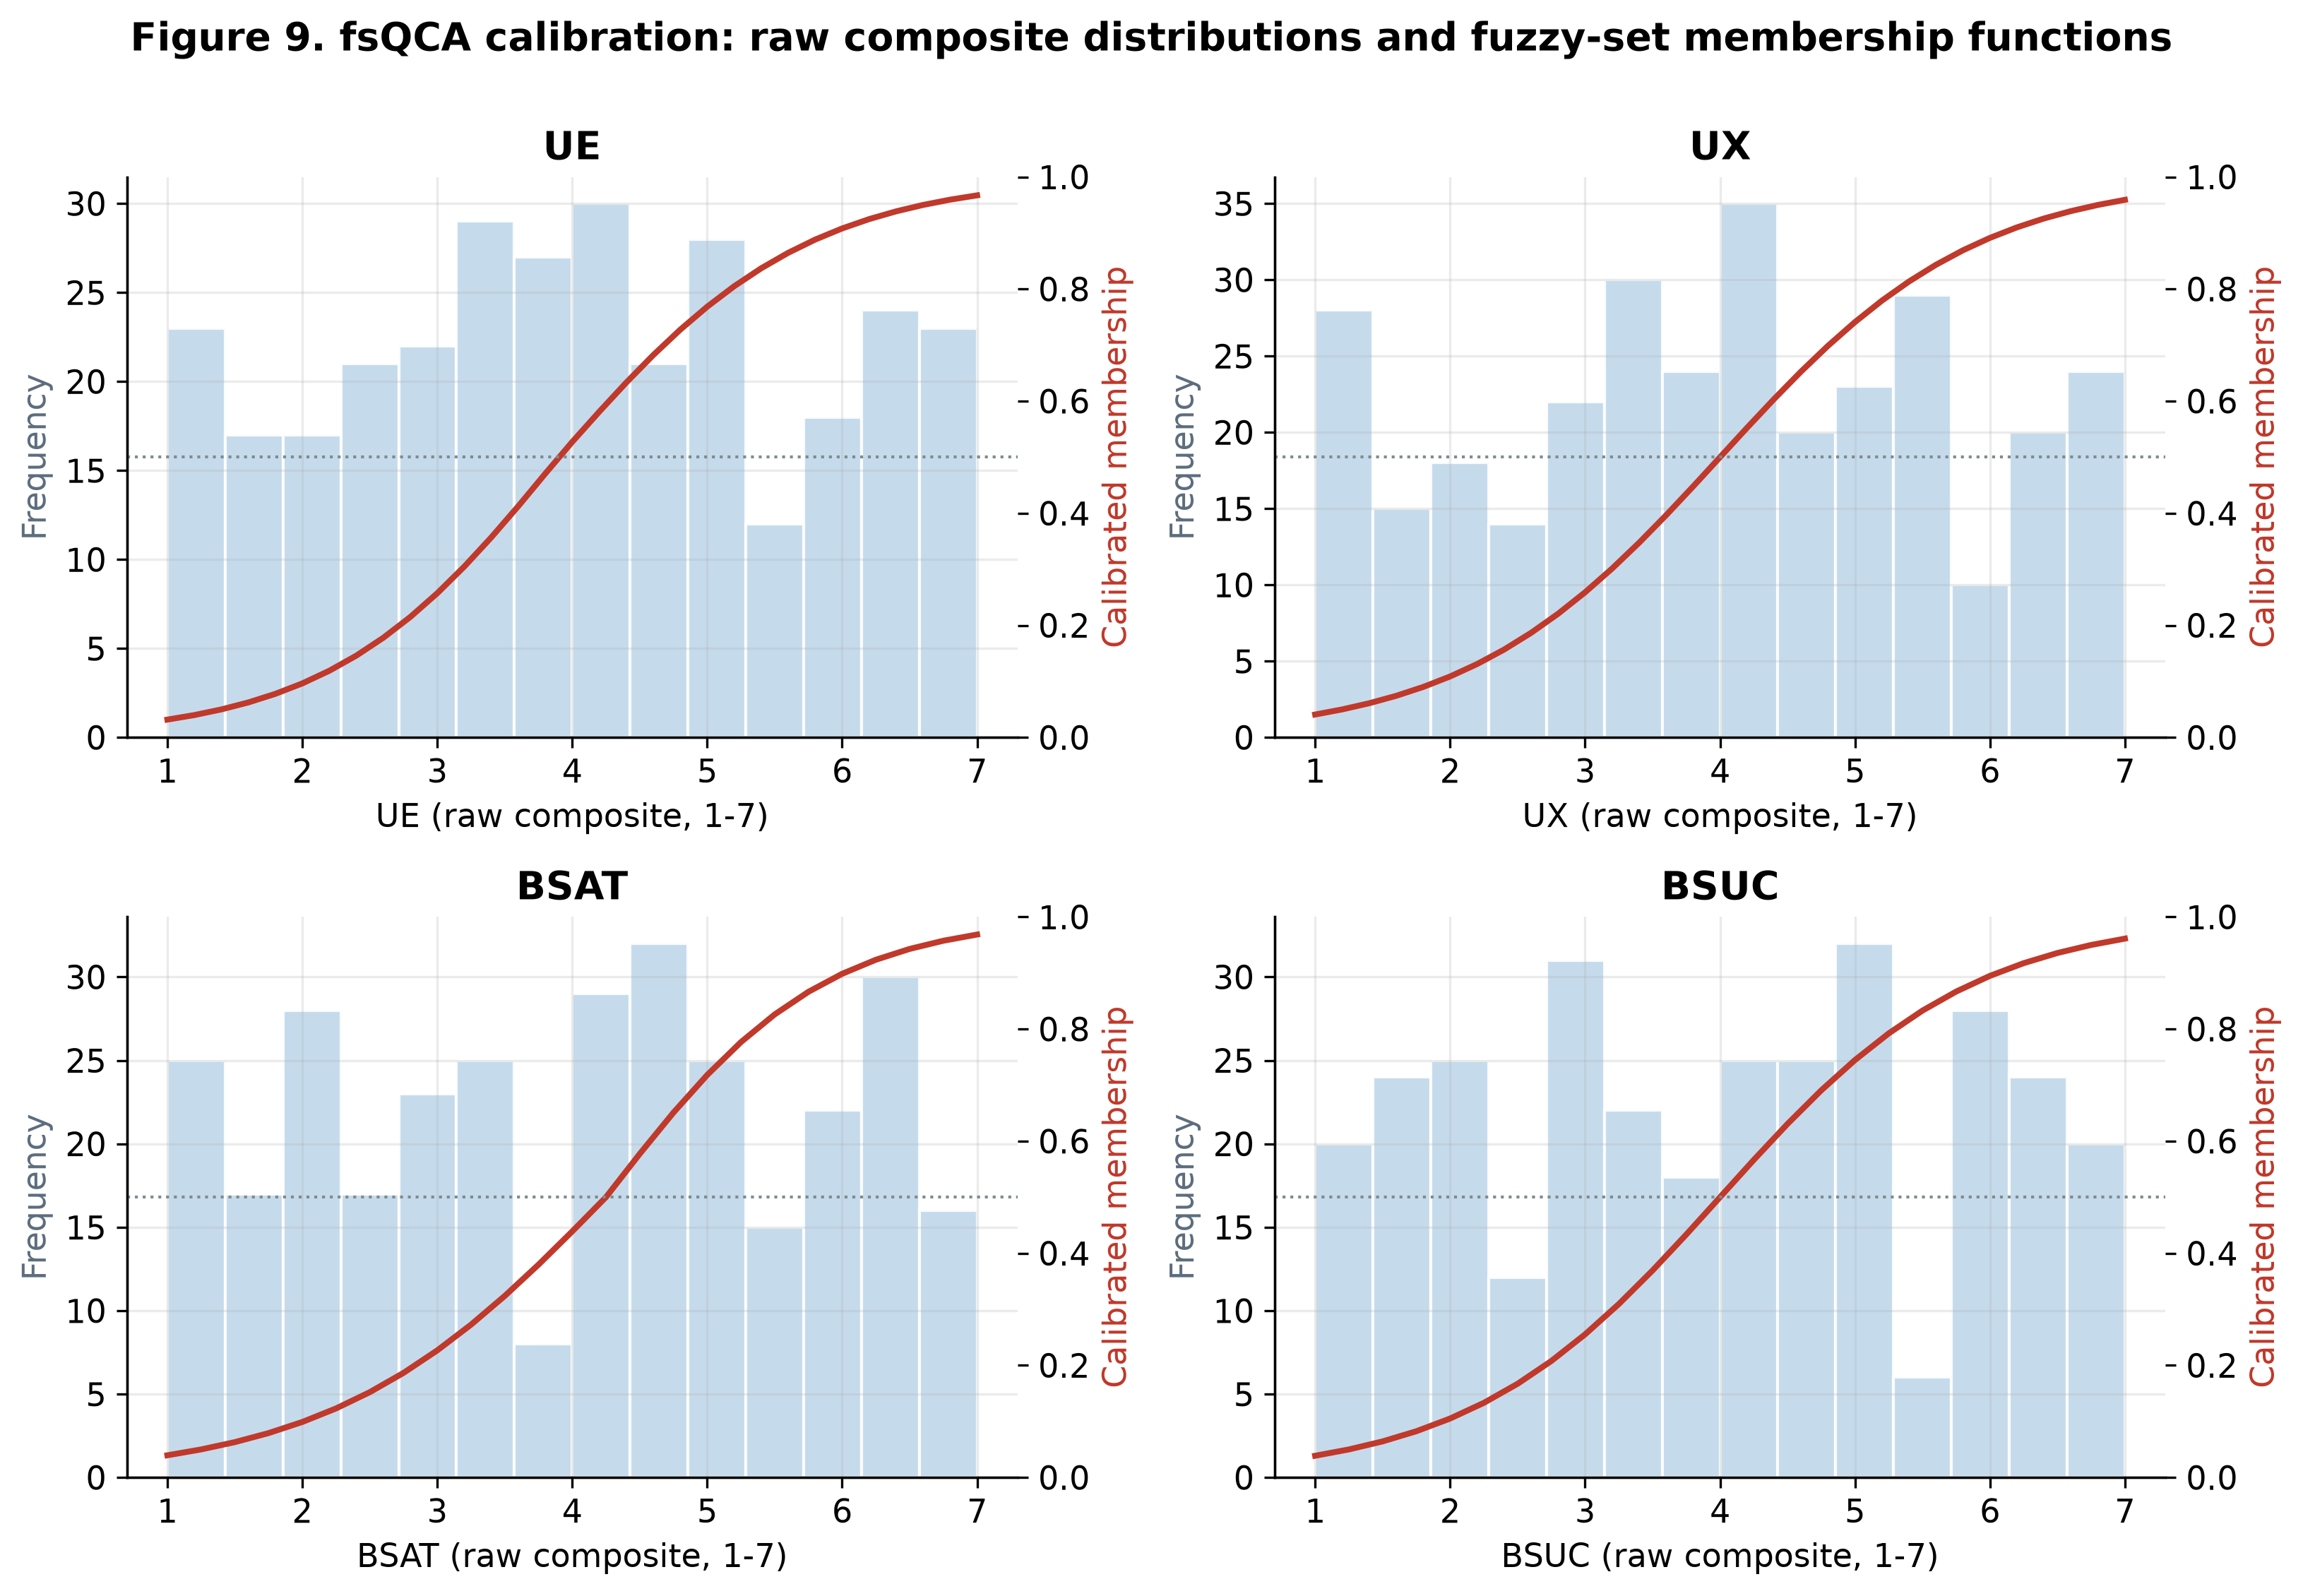 Figure 9. fsQCA calibration: raw composite distributions and fuzzy-set membership functions
UE
30
25
20
15
10
5
0
Frequency
1.0
0.8
0.6
0.4
0.2
0.0
Calibrated membership
1 2 3 4 5 6 7
UE (raw composite, 1-7)
UX
35
30
25
20
15
10
5
0
Frequency
1.0
0.8
0.6
0.4
0.2
0.0
Calibrated membership
1 2 3 4 5 6 7
UX (raw composite, 1-7)
BSAT
30
25
20
15
10
5
0
Frequency
1.0
0.8
0.6
0.4
0.2
0.0
Calibrated membership
1 2 3 4 5 6 7
BSAT (raw composite, 1-7)
BSUC
30
25
20
15
10
5
0
Frequency
1.0
0.8
0.6
0.4
0.2
0.0
Calibrated membership
1 2 3 4 5 6 7
BSUC (raw composite, 1-7)